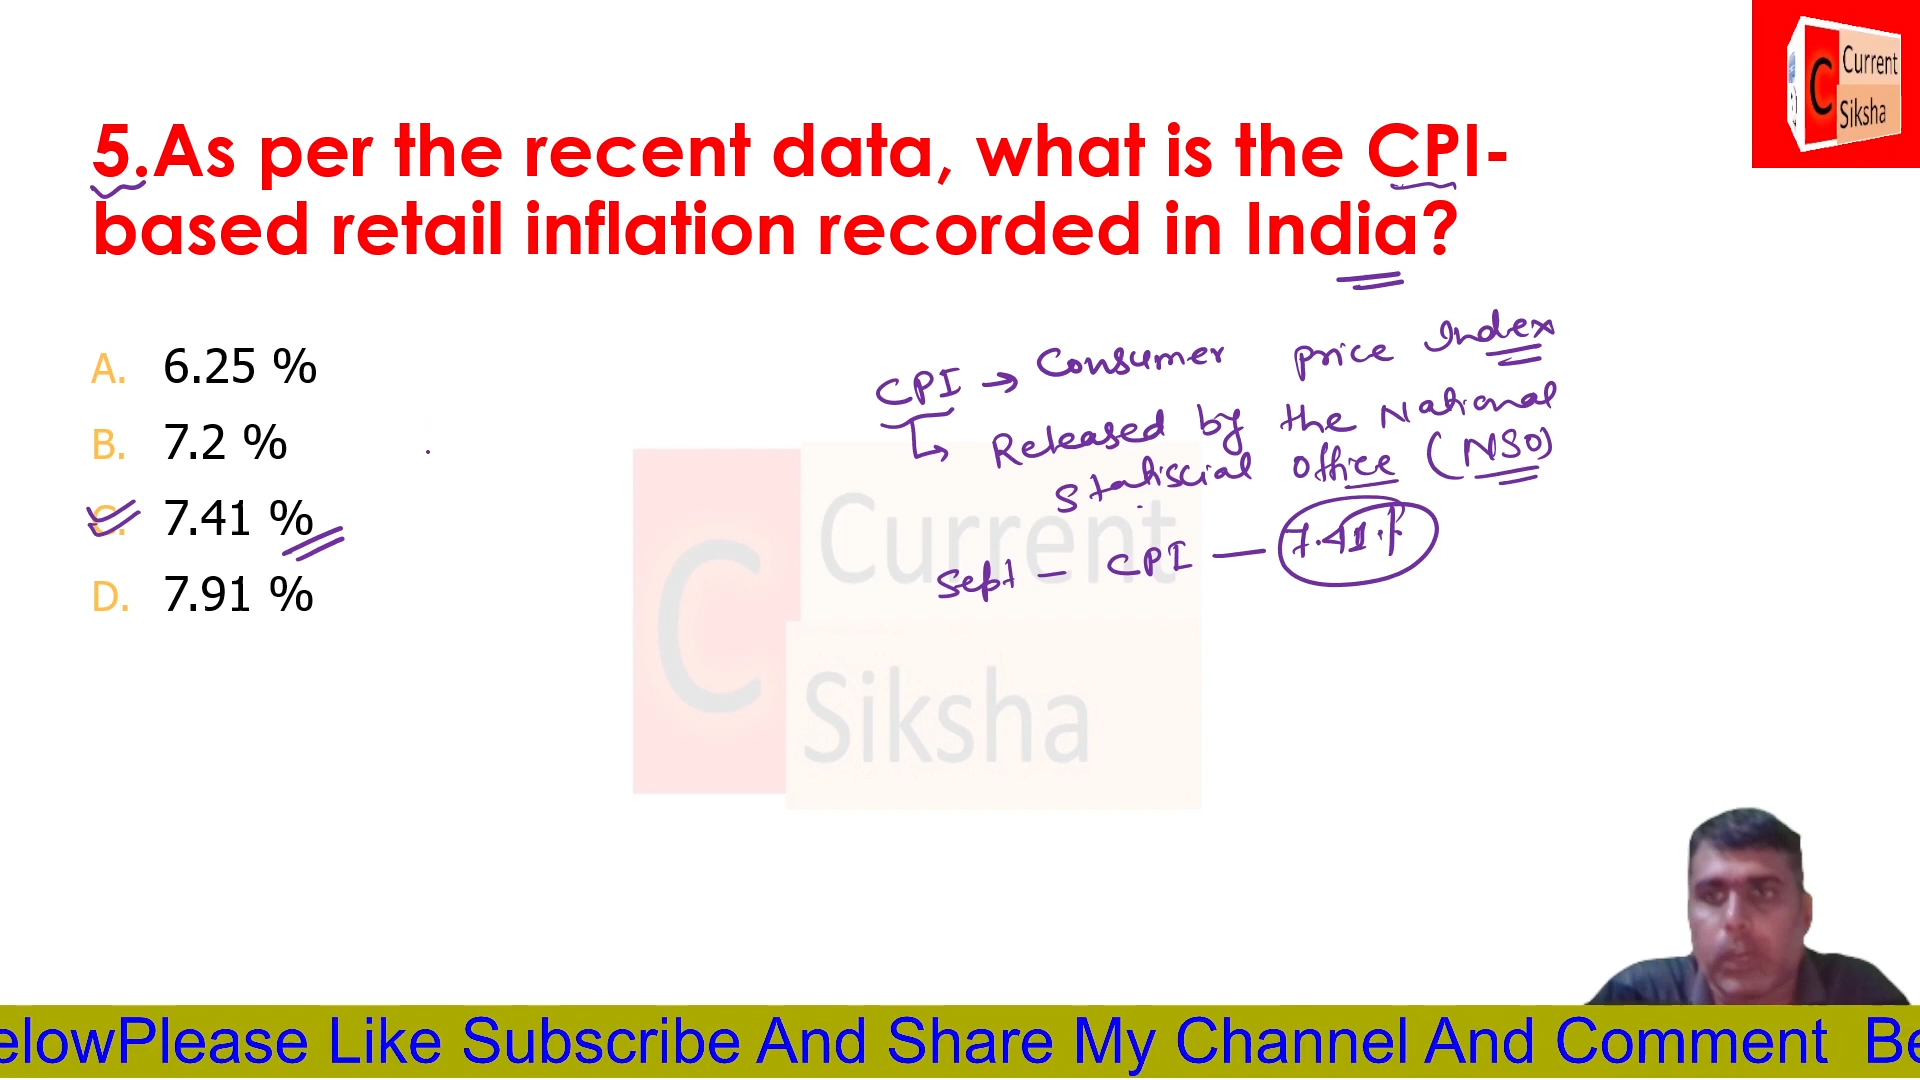 Current
C
Siksha
5.As per the recent data, what is the CPI-
based retail inflation recorded in India?
A. 6.25 %
B. 7.2 %
C. 7.41 %
D. 7.91 %
CPI → Consumer price Index
Released by the National
Statiscial office (NSO)
Sept - CPI — 7.41%
Current
C
Siksha
elowPlease Like Subscribe And Share My Channel And Comment Be